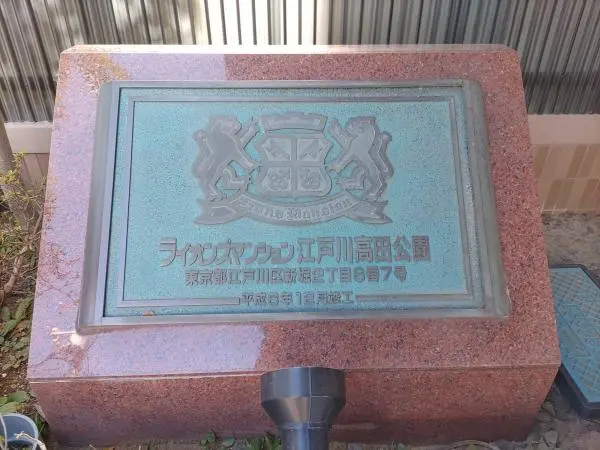 Lions Mansion
ライオンズマンション江戸川高田公園
東京都江戸川区新堀2丁目8番7号
平成6年12月竣工